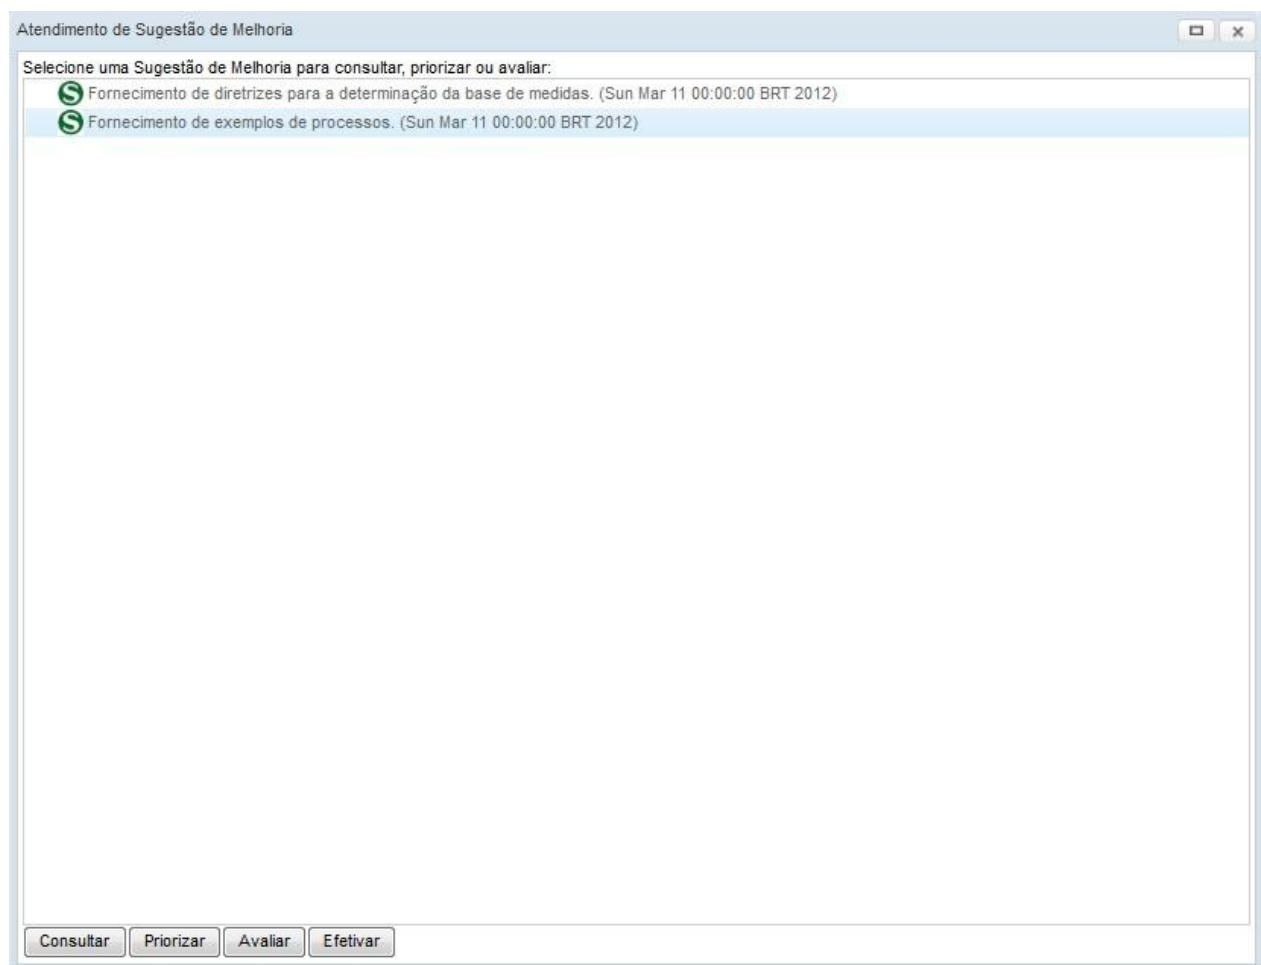 Atendimento de Sugestão de Melhoria
Selecione uma Sugestão de Melhoria para consultar, priorizar ou avaliar:
S Fornecimento de diretrizes para a determinação da base de medidas. (Sun Mar 11 00:00:00 BRT 2012)
S Fornecimento de exemplos de processos. (Sun Mar 11 00:00:00 BRT 2012)
Consultar Priorizar Avaliar Efetivar